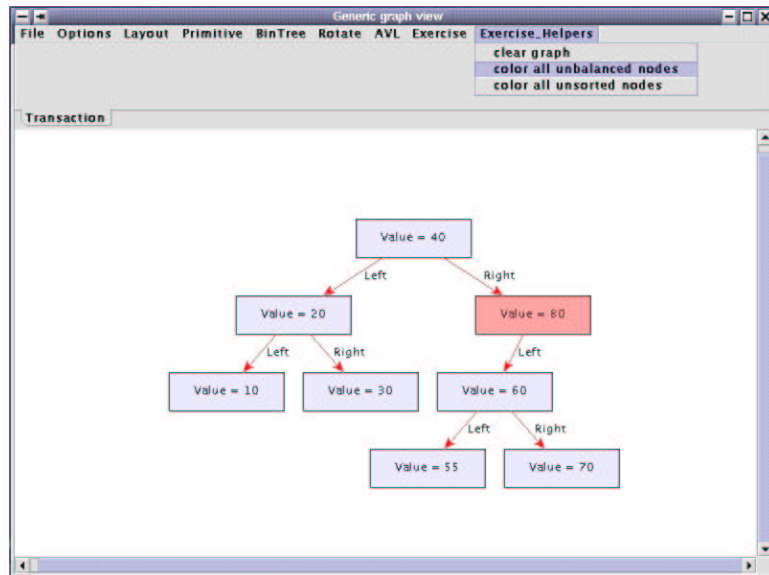 Generic graph view
File Options Layout Primitive BinTree Rotate AVL Exercise Exercise_Helpers
clear graph
color all unbalanced nodes
color all unsorted nodes
Transaction
Value = 40
Left Right
Value = 20 Value = 80
Left Right Left
Value = 10 Value = 30 Value = 60
Left Right
Value = 55 Value = 70